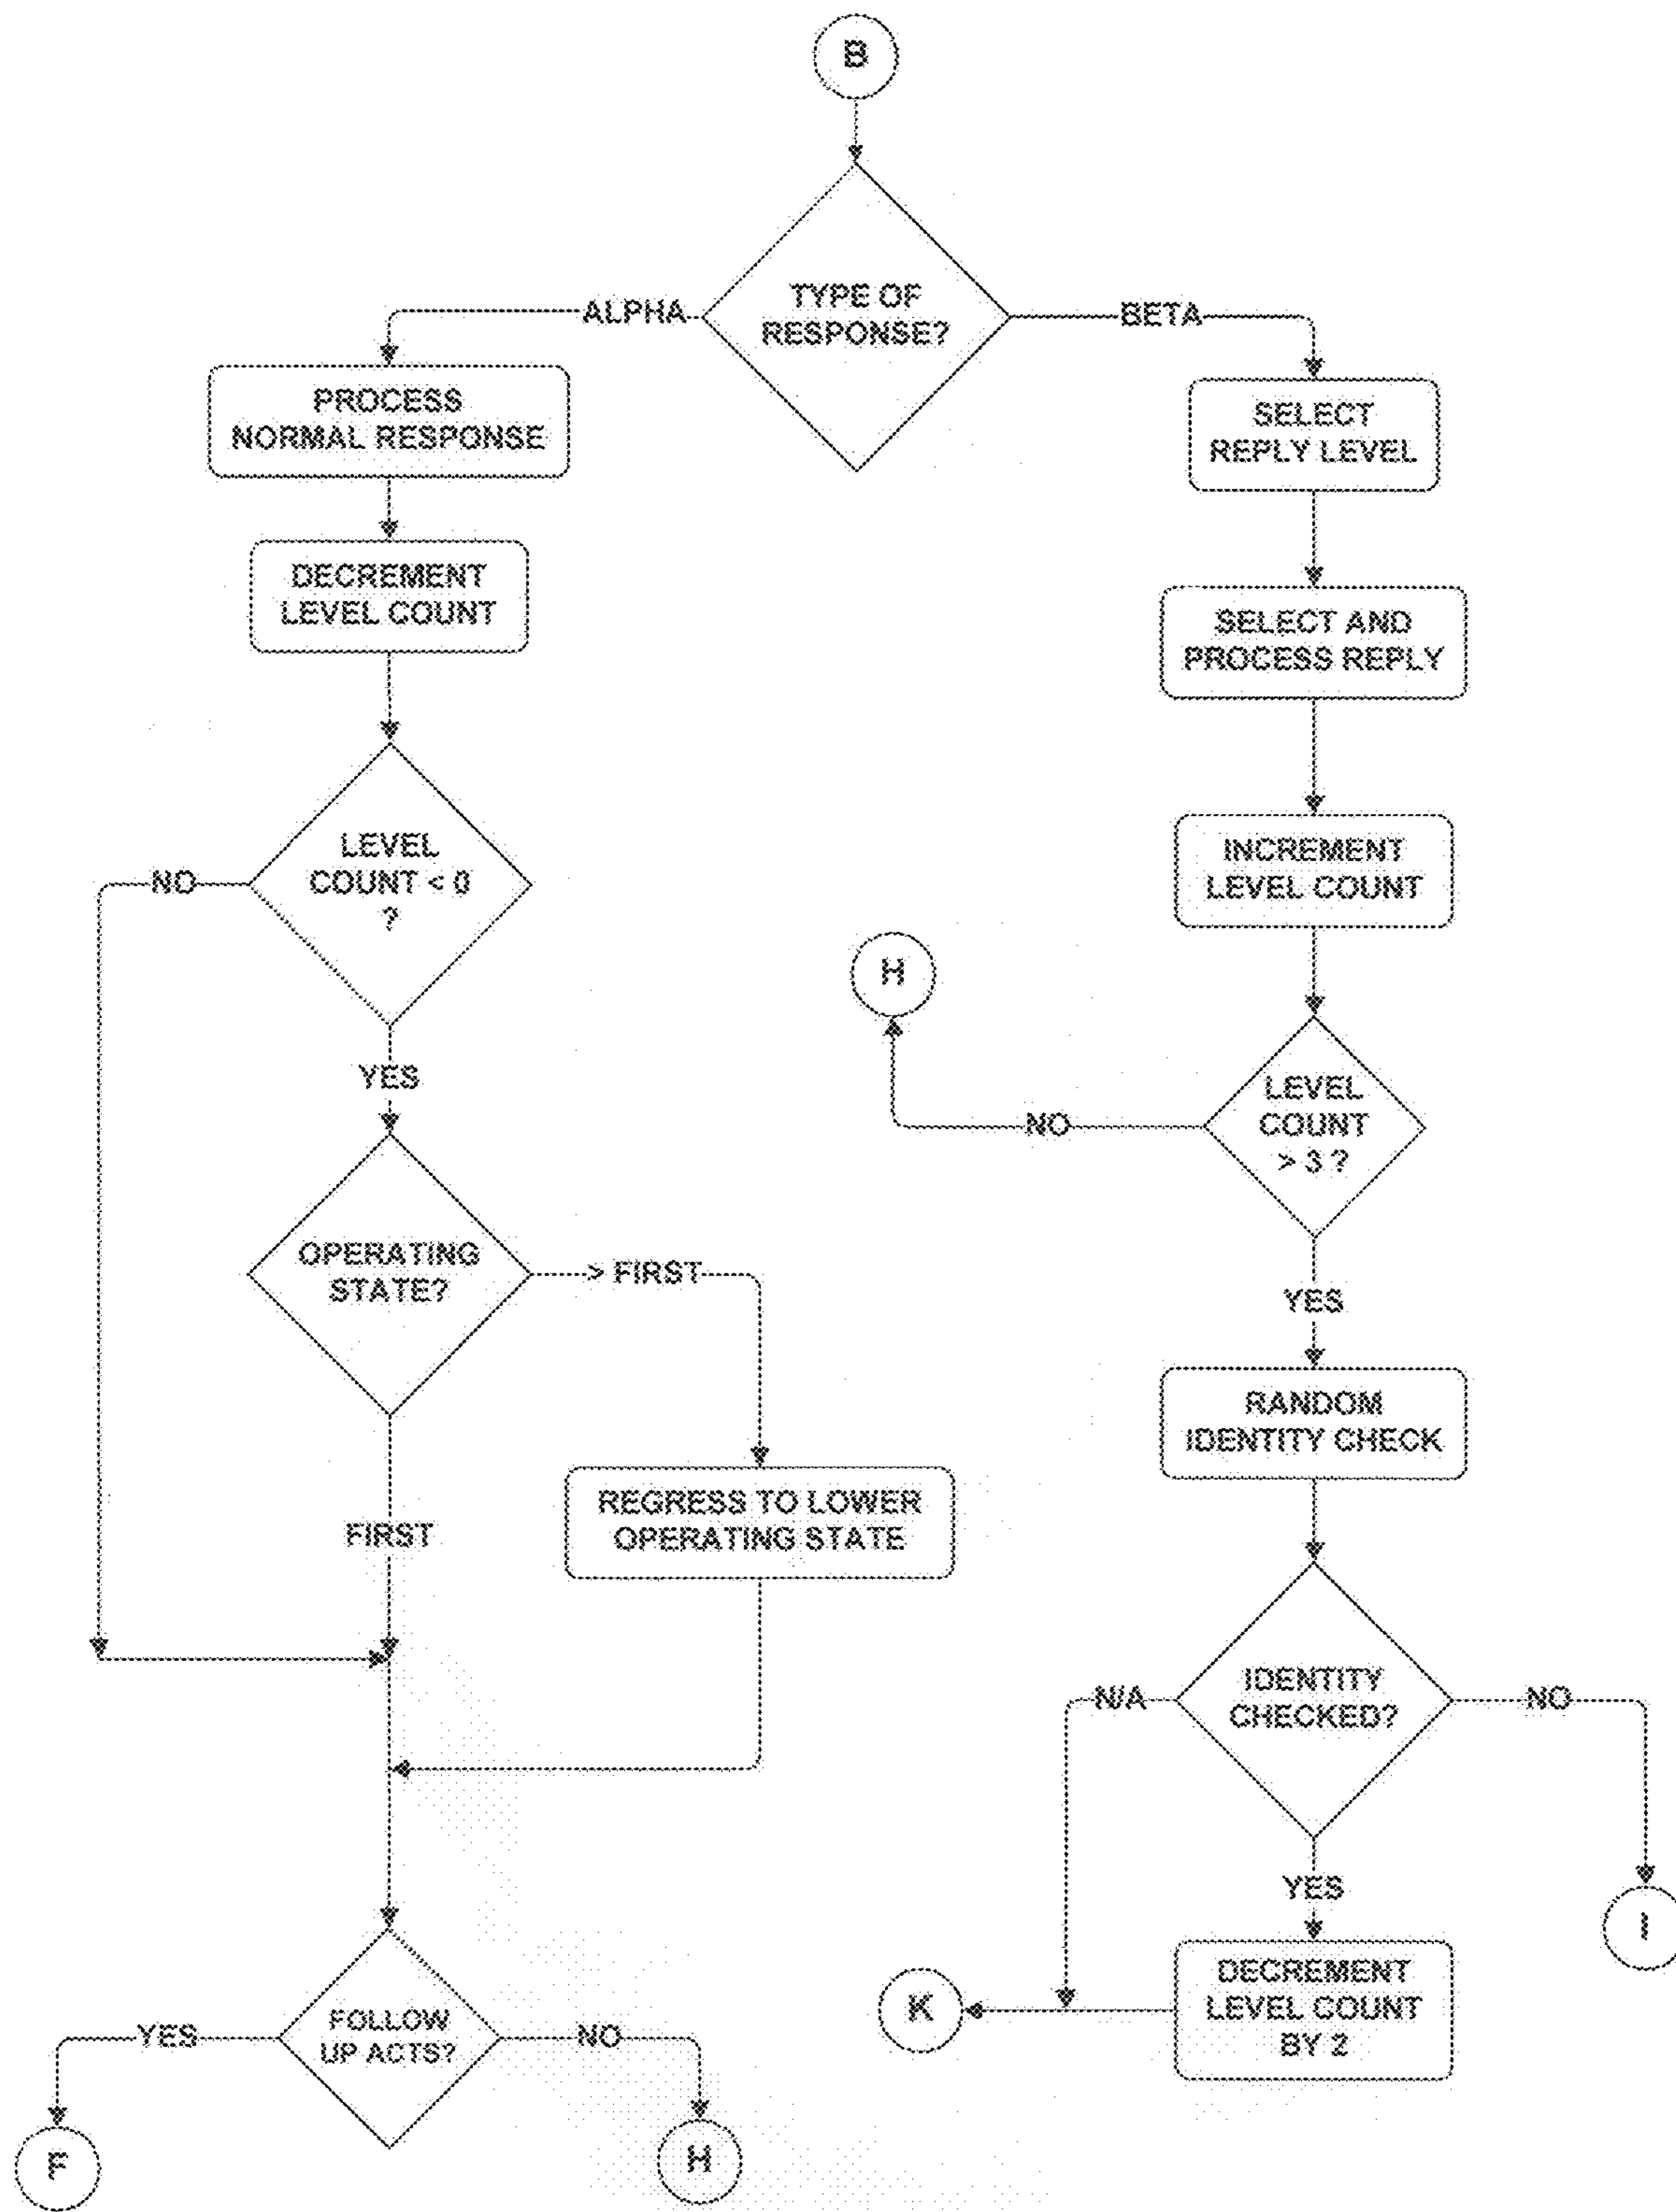 B
TYPE OF
RESPONSE?
ALPHA
BETA
PROCESS
NORMAL RESPONSE
SELECT
REPLY LEVEL
DECREMENT
LEVEL COUNT
SELECT AND
PROCESS REPLY
LEVEL
COUNT < 0
?
NO
INCREMENT
LEVEL COUNT
H
YES
LEVEL
COUNT
> 3 ?
NO
OPERATING
STATE?
> FIRST
YES
RANDOM
IDENTITY CHECK
REGRESS TO LOWER
OPERATING STATE
FIRST
IDENTITY
CHECKED?
N/A
NO
YES
I
DECREMENT
LEVEL COUNT
BY 2
K
FOLLOW
UP ACTS?
YES
NO
F
H